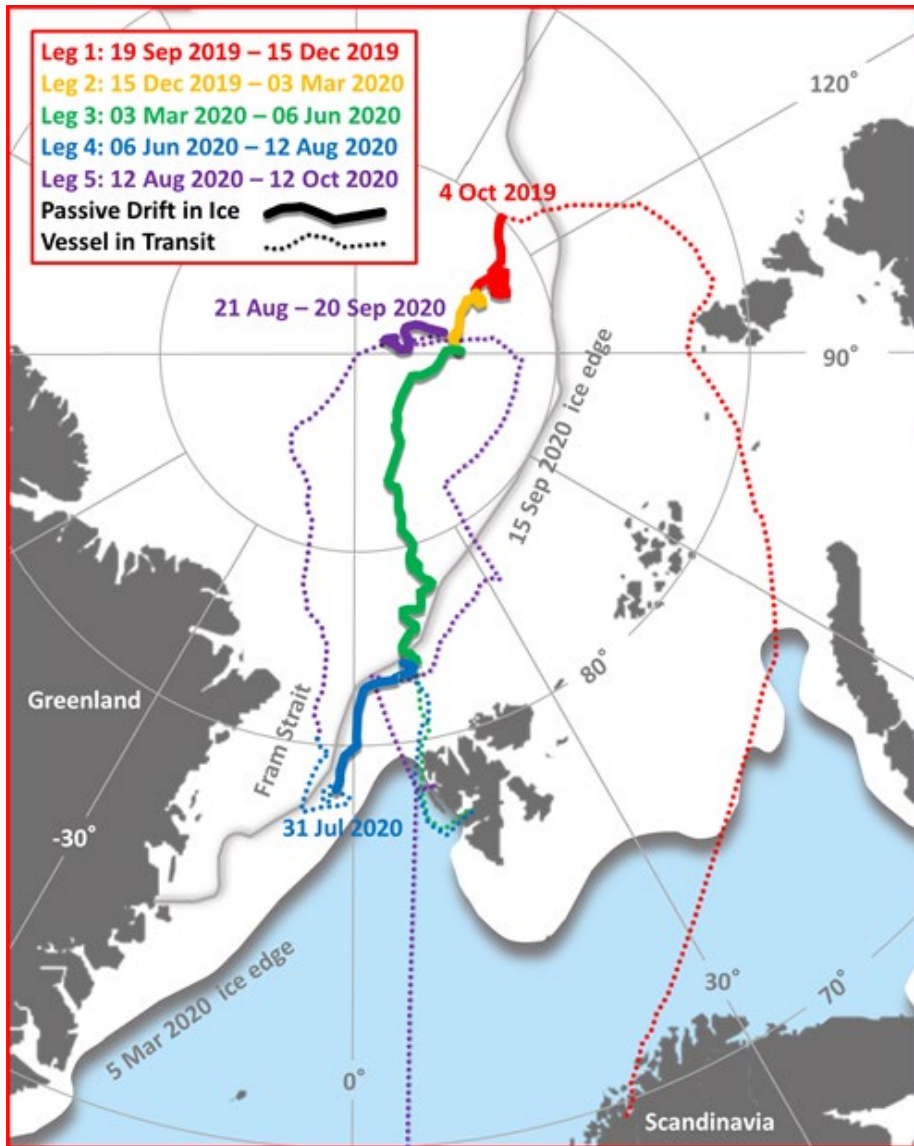 Leg 1: 19 Sep 2019 – 15 Dec 2019
Leg 2: 15 Dec 2019 – 03 Mar 2020
Leg 3: 03 Mar 2020 – 06 Jun 2020
Leg 4: 06 Jun 2020 – 12 Aug 2020
Leg 5: 12 Aug 2020 – 12 Oct 2020
Passive Drift in Ice
Vessel in Transit
120°
4 Oct 2019
21 Aug – 20 Sep 2020
90°
15 Sep 2020 ice edge
80°
Greenland
Fram Strait
31 Jul 2020
-30°
5 Mar 2020 ice edge
30°
70°
0°
Scandinavia